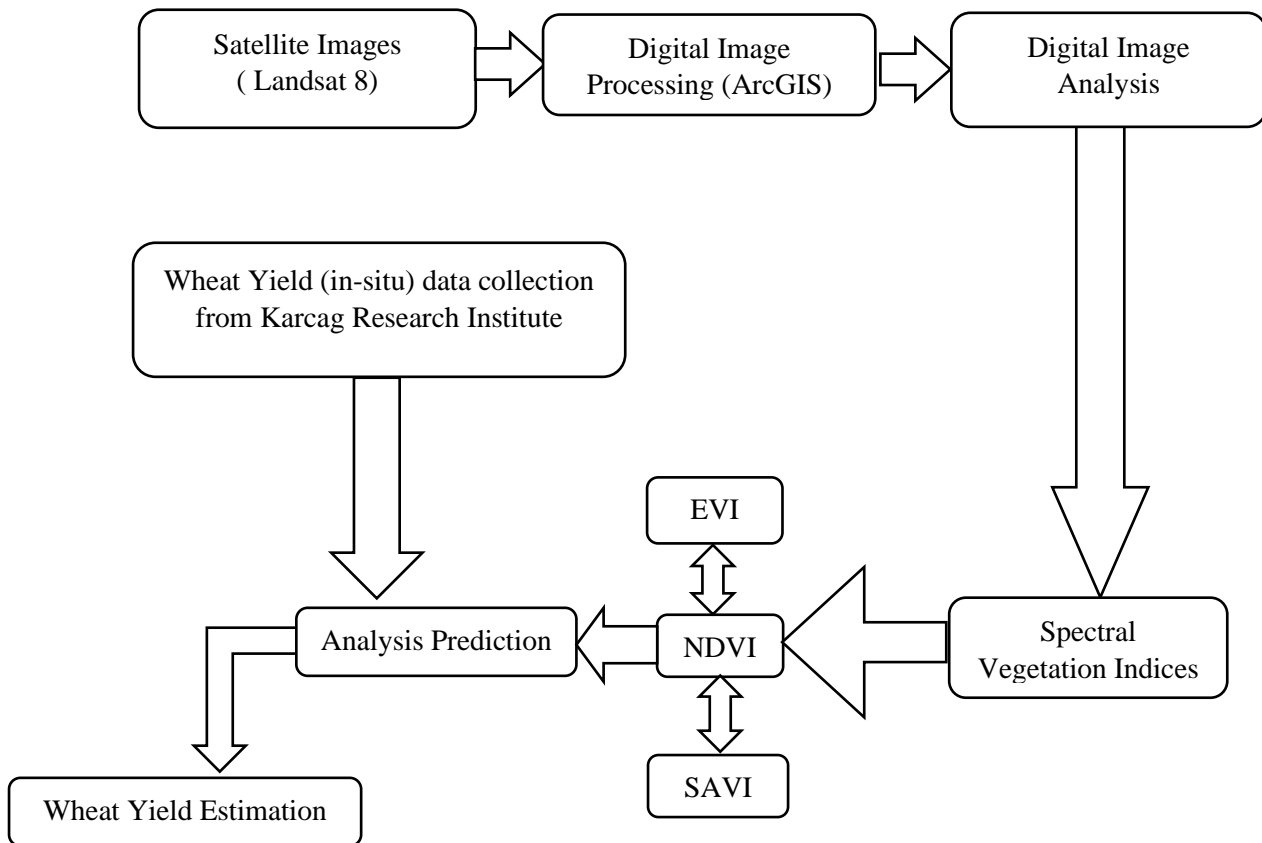 Satellite Images
( Landsat 8)
Digital Image
Processing (ArcGIS)
Digital Image
Analysis
Wheat Yield (in-situ) data collection
from Karcag Research Institute
EVI
Spectral
Vegetation Indices
NDVI
Analysis Prediction
SAVI
Wheat Yield Estimation